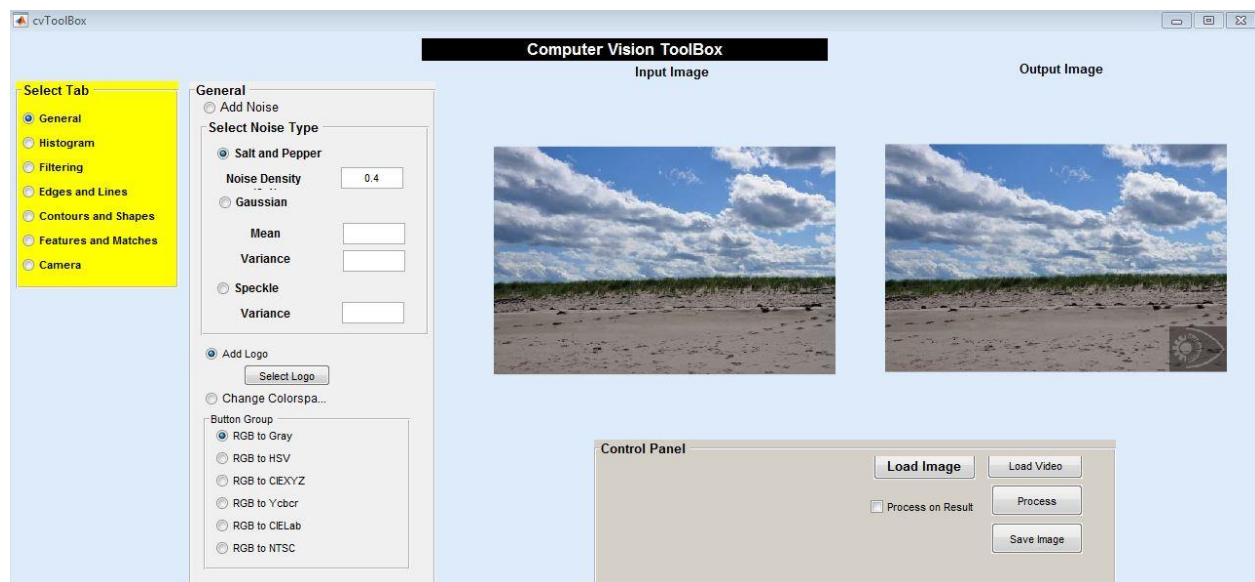 cvToolBox
Computer Vision ToolBox
Input Image
Output Image
Select Tab
General
Histogram
Filtering
Edges and Lines
Contours and Shapes
Features and Matches
Camera
General
Add Noise
Select Noise Type
Salt and Pepper
Noise Density
0.4
Gaussian
Mean
Variance
Speckle
Variance
Add Logo
Select Logo
Change Colorspa...
Button Group
RGB to Gray
RGB to HSV
RGB to CIEXYZ
RGB to Ycbcr
RGB to CIELab
RGB to NTSC
Control Panel
Load Image
Load Video
Process on Result
Process
Save Image